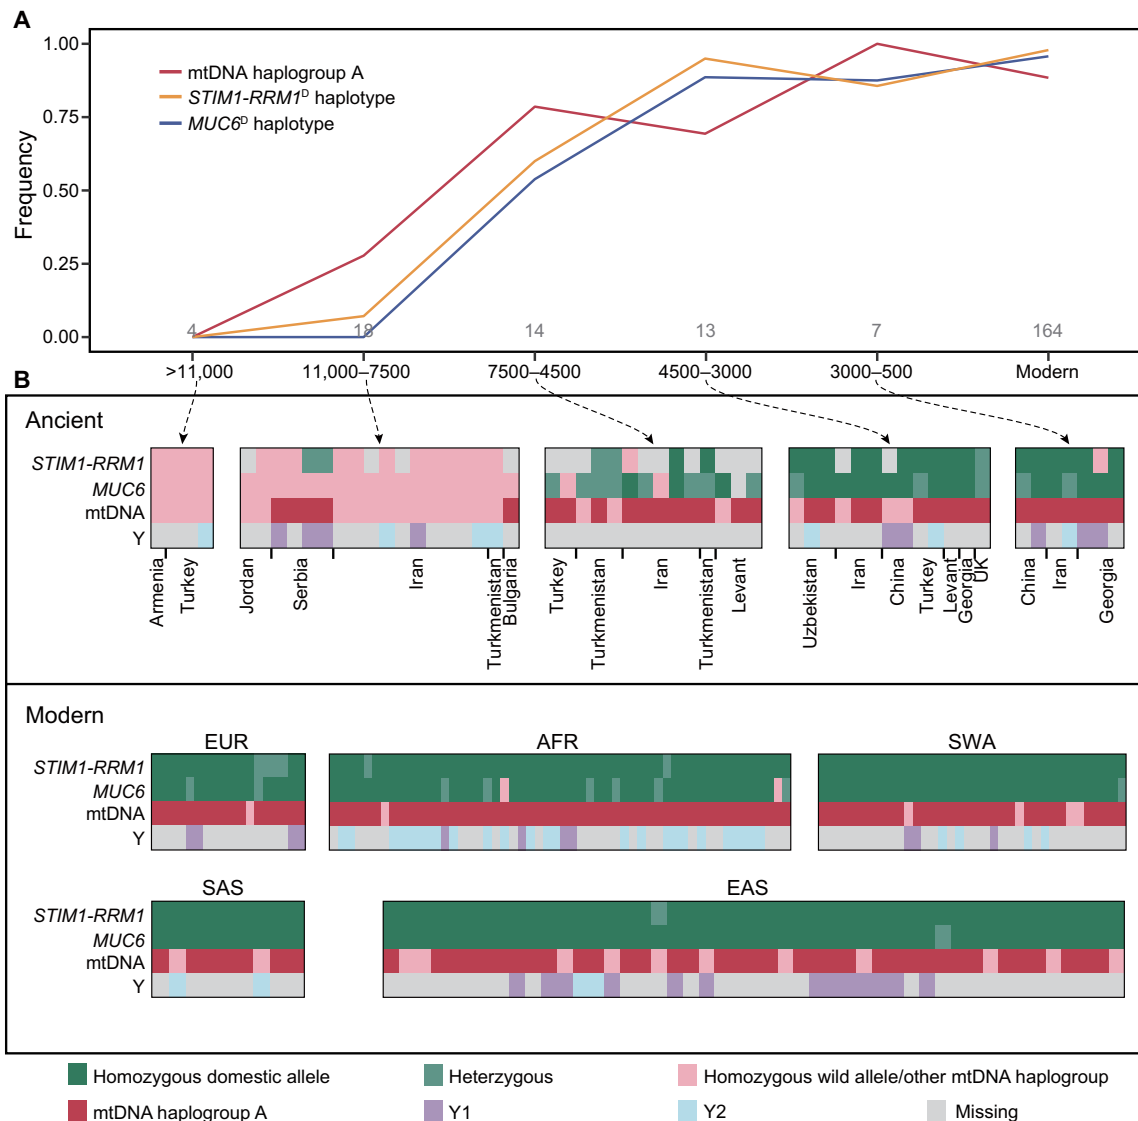 A
1.00
0.75
0.50
0.25
0.00
Frequency
mtDNA haplogroup A
STIM1-RRM1ᴰ haplotype
MUC6ᴰ haplotype
4 18 14 13 7 164
>11,000 11,000–7500 7500–4500 4500–3000 3000–500 Modern
B
Ancient
STIM1-RRM1
MUC6
mtDNA
Y
Armenia
Turkey
Jordan
Serbia
Iran
Turkmenistan
Bulgaria
Turkey
Turkmenistan
Iran
Turkmenistan
Levant
Uzbekistan
Iran
China
Turkey
Levant
Georgia
UK
China
Iran
Georgia
Modern
EUR AFR SWA
STIM1-RRM1
MUC6
mtDNA
Y
SAS EAS
STIM1-RRM1
MUC6
mtDNA
Y
Homozygous domestic allele Heterzygous Homozygous wild allele/other mtDNA haplogroup
mtDNA haplogroup A Y1 Y2 Missing